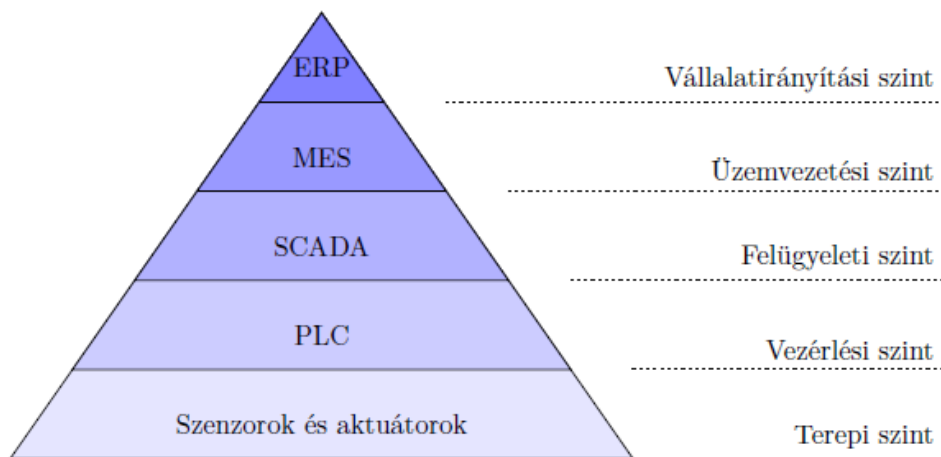 ERP
Vállalatirányítási szint
MES
Üzemvezetési szint
SCADA
Felügyeleti szint
PLC
Vezérlési szint
Szenzorok és aktuátorok
Terepi szint